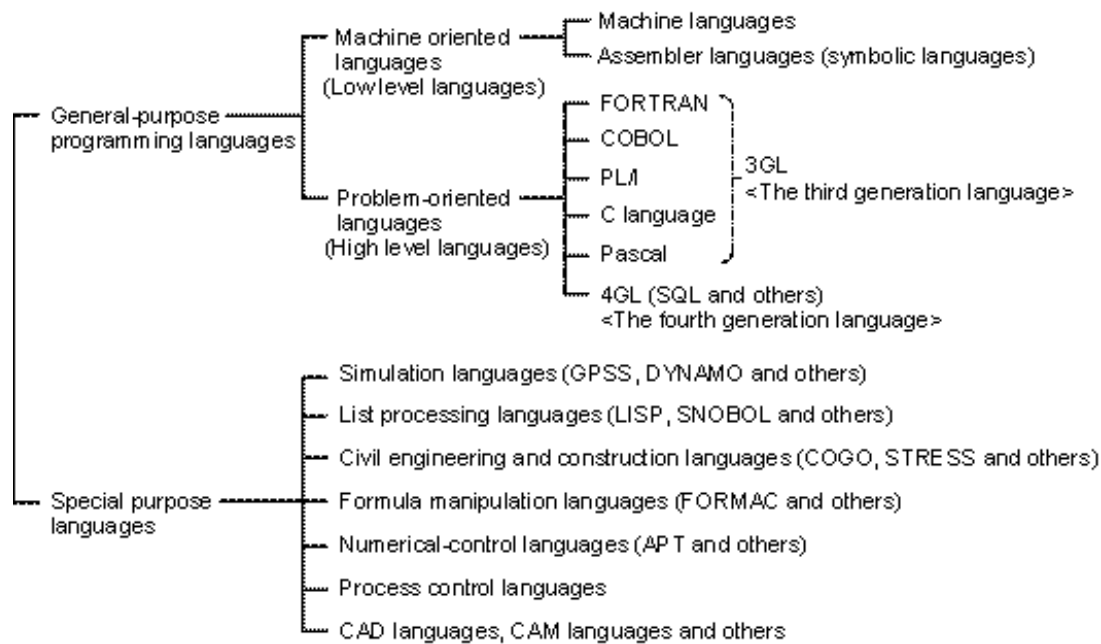 Machine languages
Machine oriented
languages
(Low level languages)
Assembler languages (symbolic languages)
General-purpose
programming languages
FORTRAN
COBOL
PL/I
C language
Pascal
3GL
<The third generation language>
Problem-oriented
languages
(High level languages)
4GL (SQL and others)
<The fourth generation language>
Simulation languages (GPSS, DYNAMO and others)
List processing languages (LISP, SNOBOL and others)
Civil engineering and construction languages (COGO, STRESS and others)
Special purpose
languages
Formula manipulation languages (FORMAC and others)
Numerical-control languages (APT and others)
Process control languages
CAD languages, CAM languages and others